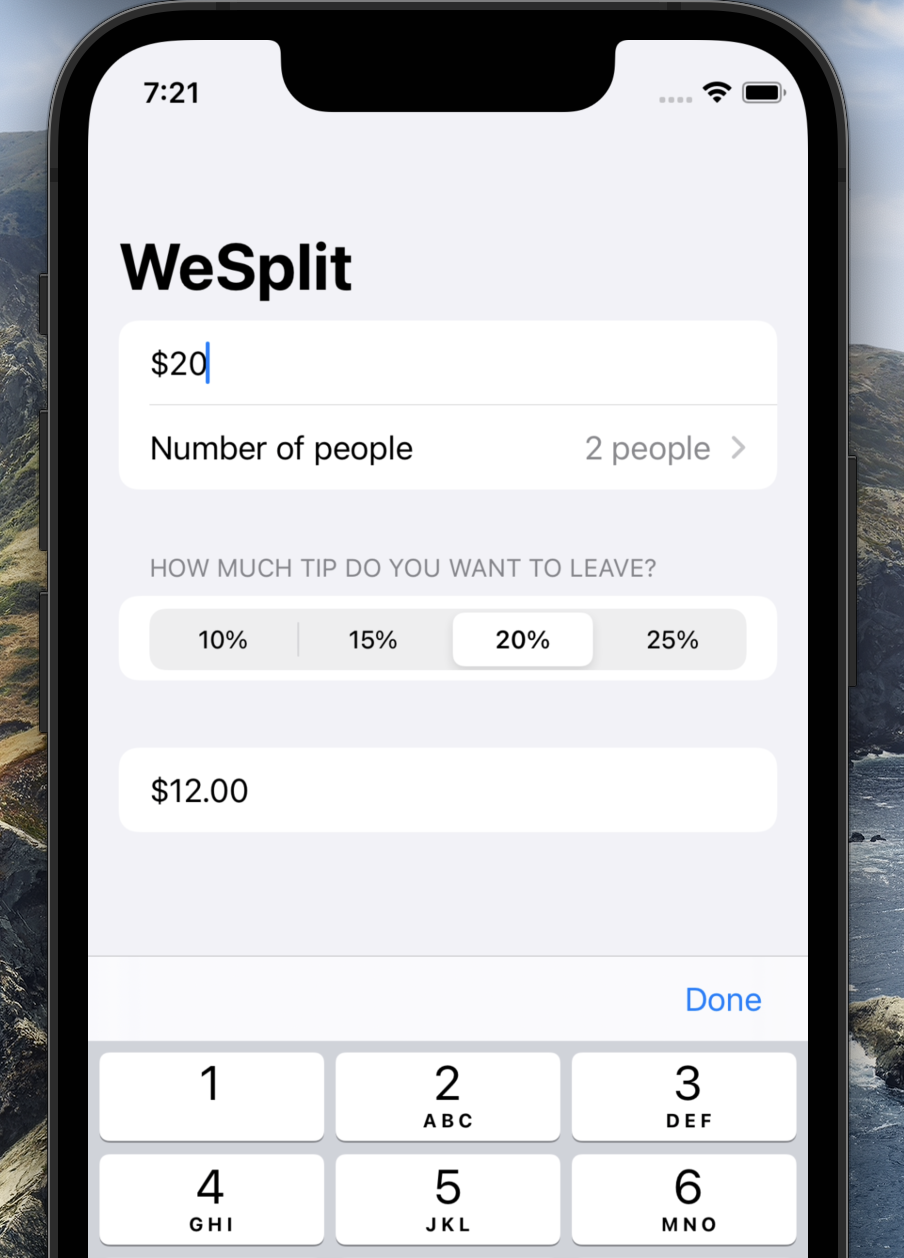 7:21
WeSplit
$20
Number of people 2 people
HOW MUCH TIP DO YOU WANT TO LEAVE?
10% 15% 20% 25%
$12.00
Done
1 2 3
ABC DEF
4 5 6
GHI JKL MNO